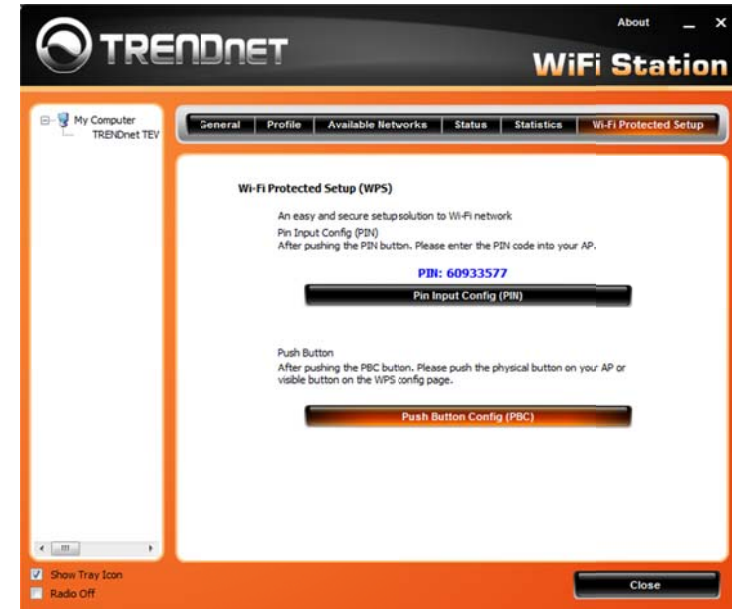 About
TRENDNET
WiFi Station
My Computer
TRENDnet TEV
General Profile Available Networks Status Statistics Wi-Fi Protected Setup
Wi-Fi Protected Setup (WPS)
An easy and secure setupsolution to Wi-Fi network
Pin Input Config (PIN)
After pushing the PIN button. Please enter the PIN code into your AP.
PIN: 60933577
Pin Input Config (PIN)
Push Button
After pushing the PBC button. Please push the physical button on your AP or
visible button on the WPS config page.
Push Button Config (PBC)
Show Tray Icon
Radio Off
Close